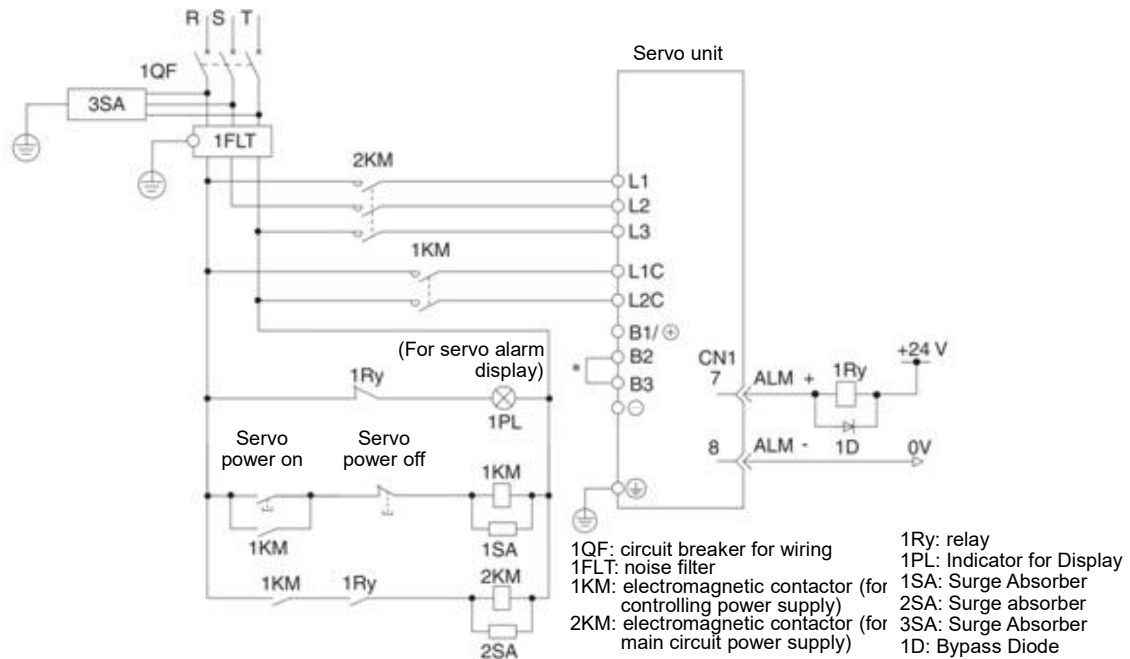 R S T
1QF
3SA
1FLT
Servo unit
2KM
L1
L2
L3
1KM
L1C
L2C
B1/⊕
B2
*
B3
⊖
(For servo alarm
display)
1Ry
1PL
CN1
7
ALM +
1Ry
+24 V
1D
8
ALM -
0V
Servo
power on
Servo
power off
1KM
1KM
1SA
1KM
1Ry
2KM
2SA
1QF: circuit breaker for wiring
1FLT: noise filter
1KM: electromagnetic contactor (for
controlling power supply)
2KM: electromagnetic contactor (for
main circuit power supply)
1Ry: relay
1PL: Indicator for Display
1SA: Surge Absorber
2SA: Surge absorber
3SA: Surge Absorber
1D: Bypass Diode